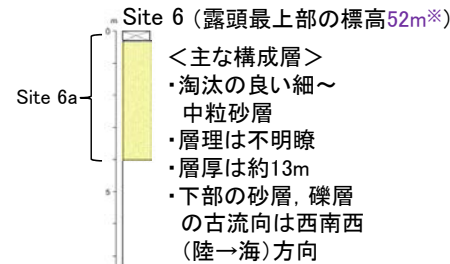 m Site 6 (露頭最上部の標高52m※)
0
<主な構成層>
・淘汰の良い細~
中粒砂層
Site 6a
・層理は不明瞭
・層厚は約13m
5
・下部の砂層, 礫層
の古流向は西南西
(陸→海)方向